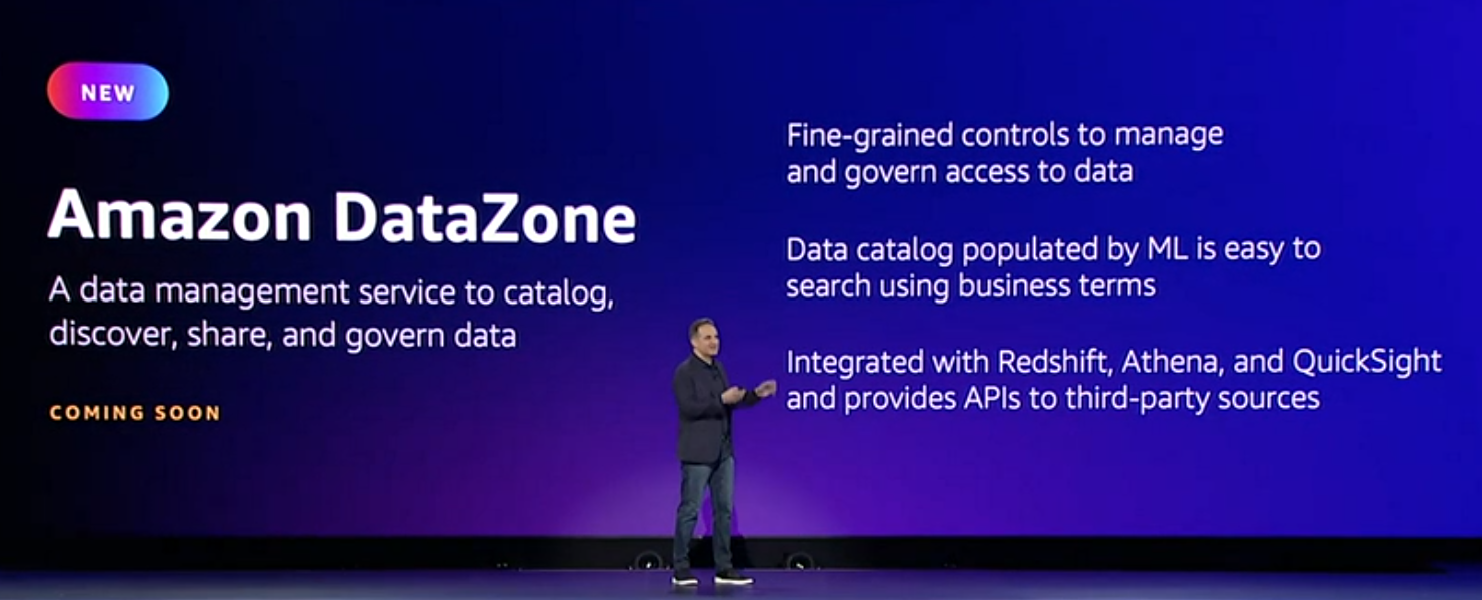 NEW
Amazon DataZone
A data management service to catalog,
discover, share, and govern data
COMING SOON
Fine-grained controls to manage
and govern access to data
Data catalog populated by ML is easy to
search using business terms
Integrated with Redshift, Athena, and QuickSight
and provides APIs to third-party sources